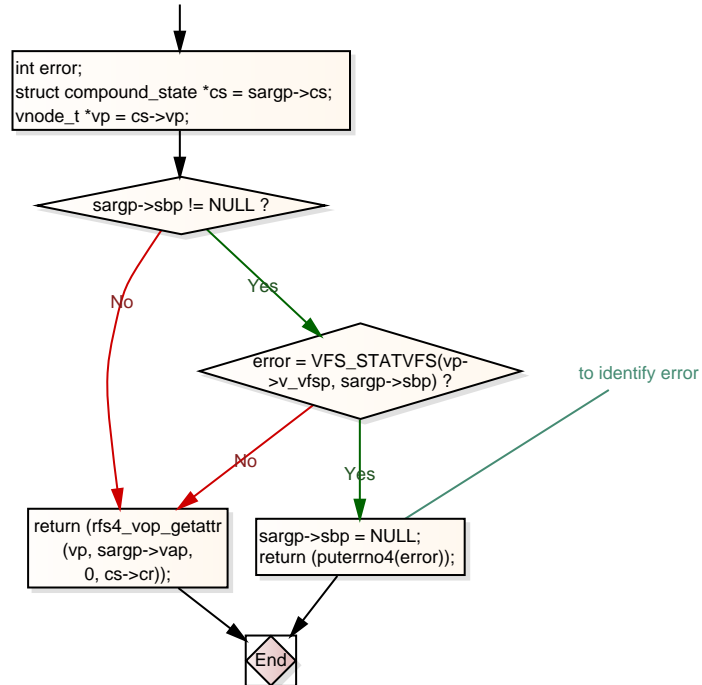 int error;
struct compound_state *cs = sargp->cs;
vnode_t *vp = cs->vp;
sargp->sbp != NULL ?
No
Yes
error = VFS_STATVFS(vp-
>v_vfsp, sargp->sbp) ?
to identify error
No
Yes
return (rfs4_vop_getattr
(vp, sargp->vap,
0, cs->cr));
sargp->sbp = NULL;
return (puterrno4(error));
End